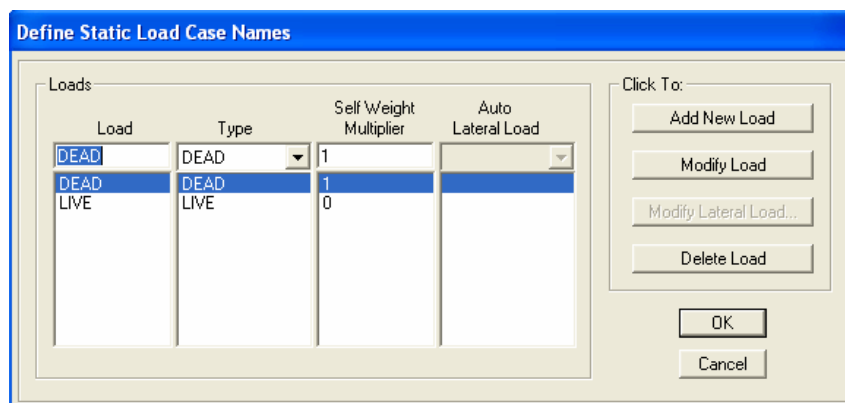 Define Static Load Case Names
Loads
Load Type Self Weight Multiplier Auto Lateral Load
DEAD DEAD 1
DEAD DEAD 1
LIVE LIVE 0
Click To:
Add New Load
Modify Load
Modify Lateral Load...
Delete Load
OK
Cancel